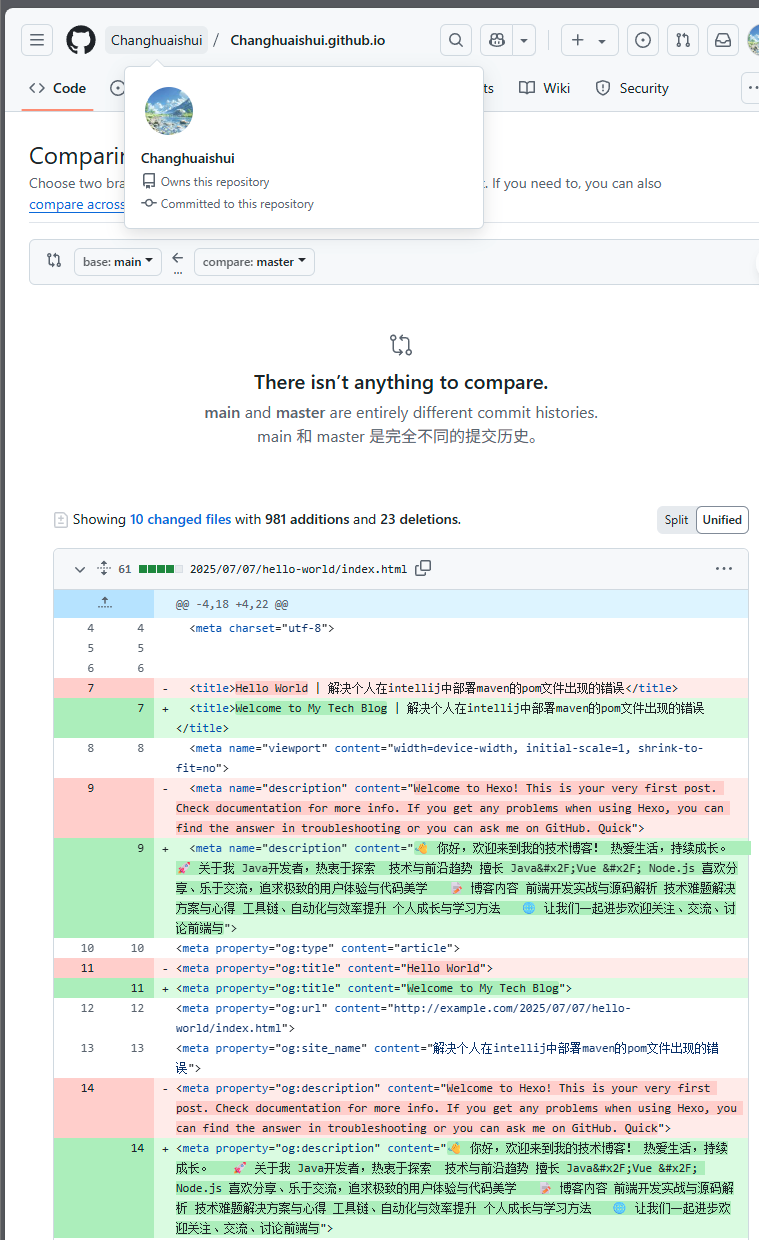 Changhuaishui / Changhuaishui.github.io
Code
ts
Wiki
Security
Changhuaishui
Owns this repository
Committed to this repository
Comparin
Choose two bra
. If you need to, you can also
compare across
base: main
compare: master
There isn’t anything to compare.
main and master are entirely different commit histories.
main 和 master 是完全不同的提交历史。
Showing 10 changed files with 981 additions and 23 deletions.
Split
Unified
61 2025/07/07/hello-world/index.html
@@ -4,18 +4,22 @@
4 4 <meta charset="utf-8">
5 5
6 6
7 - <title>Hello World | 解决个人在intellij中部署maven的pom文件出现的错误</title>
7 + <title>Welcome to My Tech Blog | 解决个人在intellij中部署maven的pom文件出现的错误
</title>
8 8 <meta name="viewport" content="width=device-width, initial-scale=1, shrink-to-
fit=no">
9 - <meta name="description" content="Welcome to Hexo! This is your very first post.
Check documentation for more info. If you get any problems when using Hexo, you can
find the answer in troubleshooting or you can ask me on GitHub. Quick">
9 + <meta name="description" content="👋 你好，欢迎来到我的技术博客！ 热爱生活，持续成长。
🚀 关于我 Java开发者，热衷于探索 技术与前沿趋势 擅长 Java&#x2F;Vue &#x2F; Node.js 喜欢分
享、乐于交流，追求极致的用户体验与代码美学 博客内容 前端开发实战与源码解析 技术难题解决
方案与心得 工具链、自动化与效率提升 个人成长与学习方法 🌐 让我们一起进步欢迎关注、交流、讨
论前端与">
10 10 <meta property="og:type" content="article">
11 - <meta property="og:title" content="Hello World">
11 + <meta property="og:title" content="Welcome to My Tech Blog">
12 12 <meta property="og:url" content="http://example.com/2025/07/07/hello-
world/index.html">
13 13 <meta property="og:site_name" content="解决个人在intellij中部署maven的pom文件出现的错
误">
14 - <meta property="og:description" content="Welcome to Hexo! This is your very first
post. Check documentation for more info. If you get any problems when using Hexo, you
can find the answer in troubleshooting or you can ask me on GitHub. Quick">
14 + <meta property="og:description" content="👋 你好，欢迎来到我的技术博客！ 热爱生活，持续
成长。 🚀 关于我 Java开发者，热衷于探索 技术与前沿趋势 擅长 Java&#x2F;Vue &#x2F;
Node.js 喜欢分享、乐于交流，追求极致的用户体验与代码美学 博客内容 前端开发实战与源码解
析 技术难题解决方案与心得 工具链、自动化与效率提升 个人成长与学习方法 🌐 让我们一起进步欢
迎关注、交流、讨论前端与">